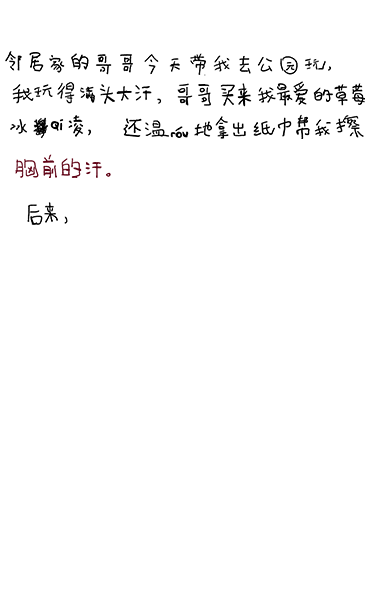 邻居家的哥哥今天带我去公园玩，
我玩得满头大汗，哥哥买来我最爱的草莓
冰qi凌，还温róu地拿出纸巾帮我擦
胸前的汗。
后来，